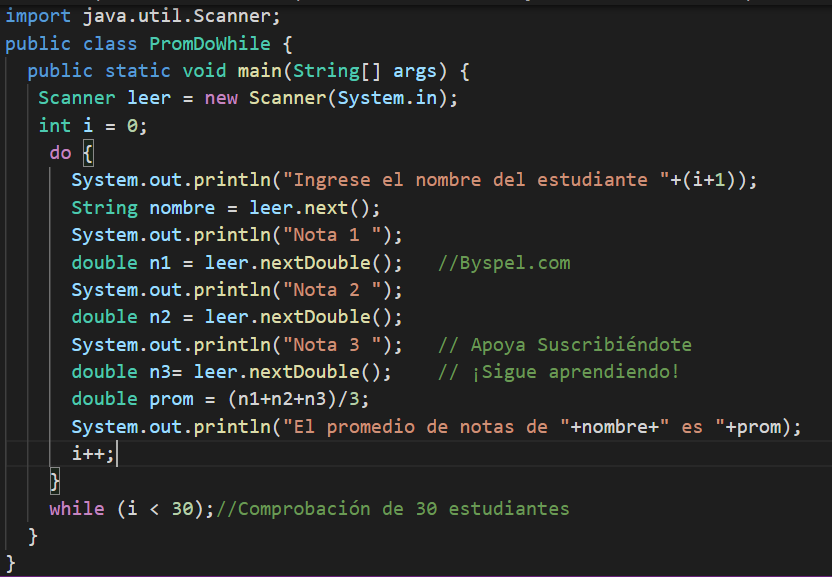 import java.util.Scanner;
public class PromDoWhile {
  public static void main(String[] args) {
   Scanner leer = new Scanner(System.in);
   int i = 0;
    do {
      System.out.println("Ingrese el nombre del estudiante "+(i+1));
      String nombre = leer.next();
      System.out.println("Nota 1 ");
      double n1 = leer.nextDouble();   //Byspel.com
      System.out.println("Nota 2 ");
      double n2 = leer.nextDouble();
      System.out.println("Nota 3 ");   // Apoya Suscribiéndote
      double n3= leer.nextDouble();    // ¡Sigue aprendiendo!
      double prom = (n1+n2+n3)/3;
      System.out.println("El promedio de notas de "+nombre+" es "+prom);
      i++;
    }
    while (i < 30);//Comprobación de 30 estudiantes
  }
}